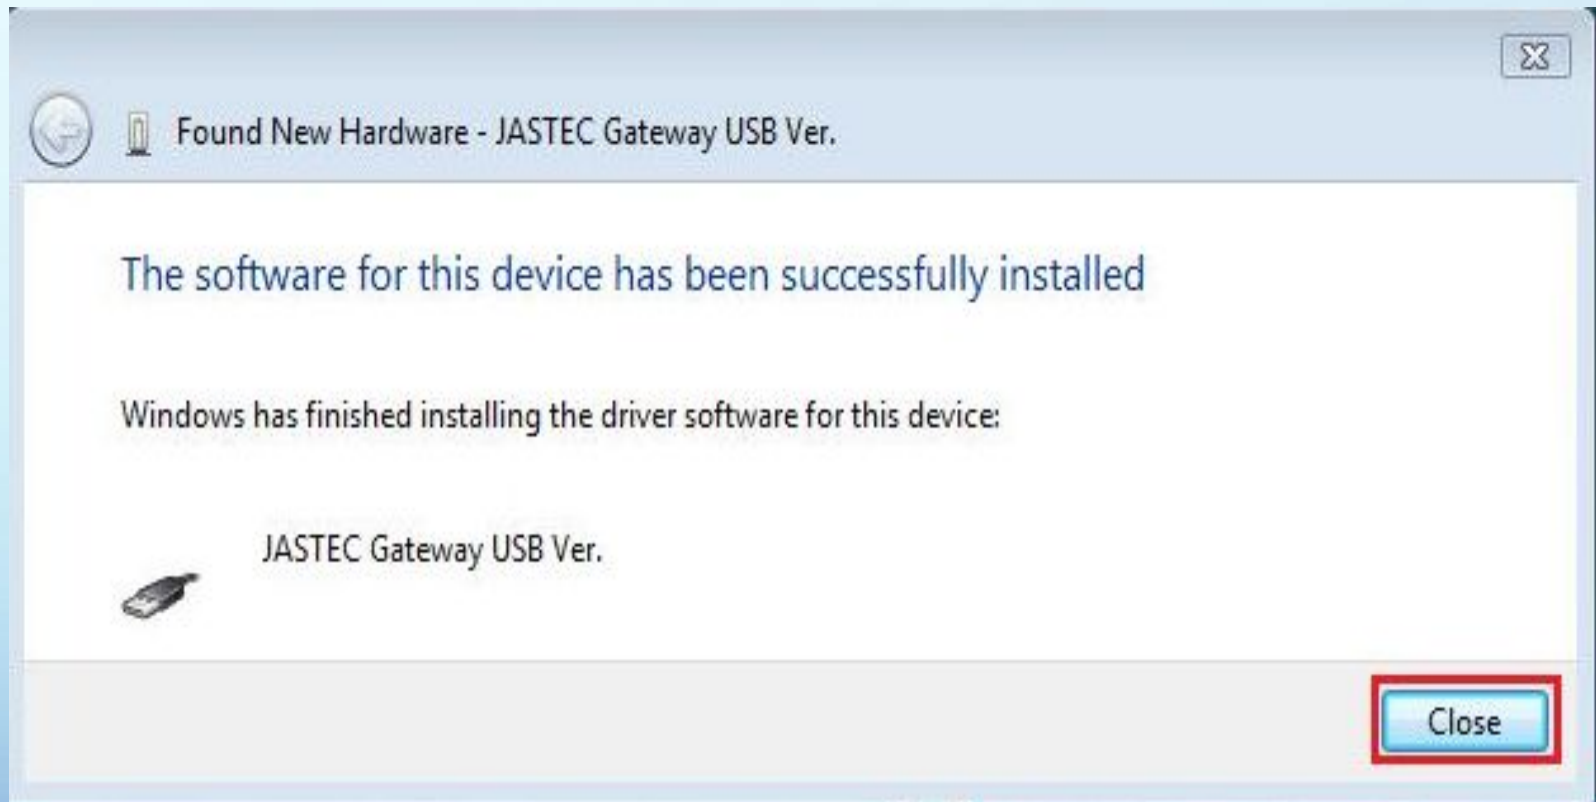 Found New Hardware - JASTEC Gateway USB Ver.
The software for this device has been successfully installed
Windows has finished installing the driver software for this device:
JASTEC Gateway USB Ver.
Close